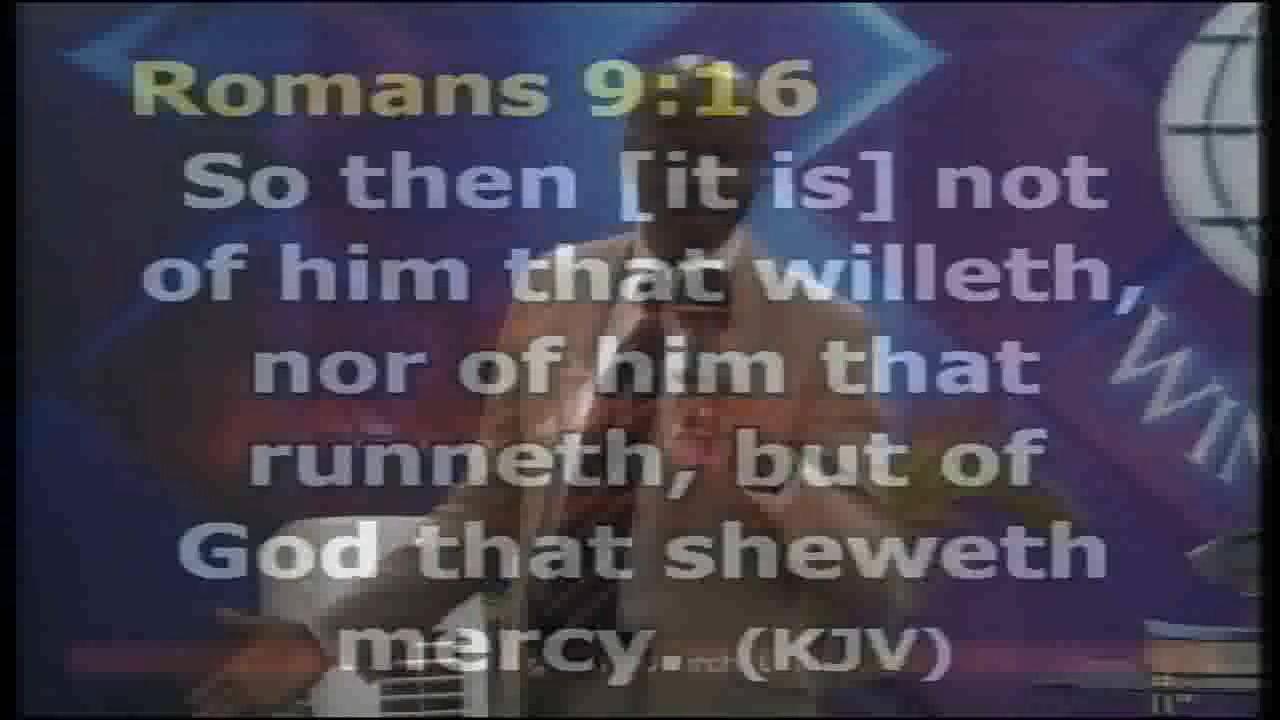 Romans 9:16
So then [it is] not
of him that willeth,
nor of him that
runneth, but of
God that sheweth
mercy. (KJV)
WIN